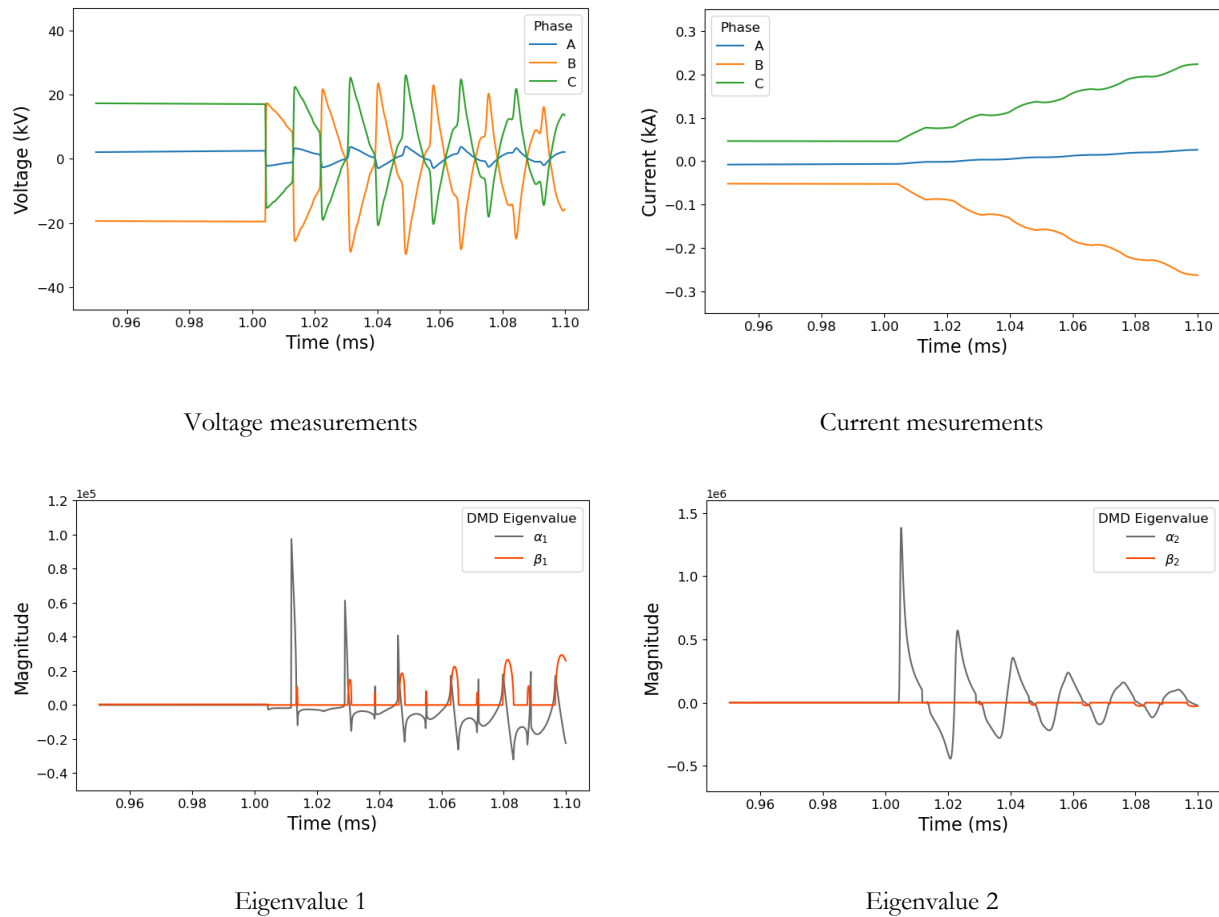 Phase
A
B
C
40
20
0
−20
−40
Voltage (kV)
0.96 0.98 1.00 1.02 1.04 1.06 1.08 1.10
Time (ms)
Voltage measurements
Phase
A
B
C
0.3
0.2
0.1
0.0
−0.1
−0.2
−0.3
Current (kA)
0.96 0.98 1.00 1.02 1.04 1.06 1.08 1.10
Time (ms)
Current mesurements
1e5
DMD Eigenvalue
α₁
β₁
1.2
1.0
0.8
0.6
0.4
0.2
0.0
−0.2
−0.4
Magnitude
0.96 0.98 1.00 1.02 1.04 1.06 1.08 1.10
Time (ms)
Eigenvalue 1
1e6
DMD Eigenvalue
α₂
β₂
1.5
1.0
0.5
0.0
−0.5
Magnitude
0.96 0.98 1.00 1.02 1.04 1.06 1.08 1.10
Time (ms)
Eigenvalue 2